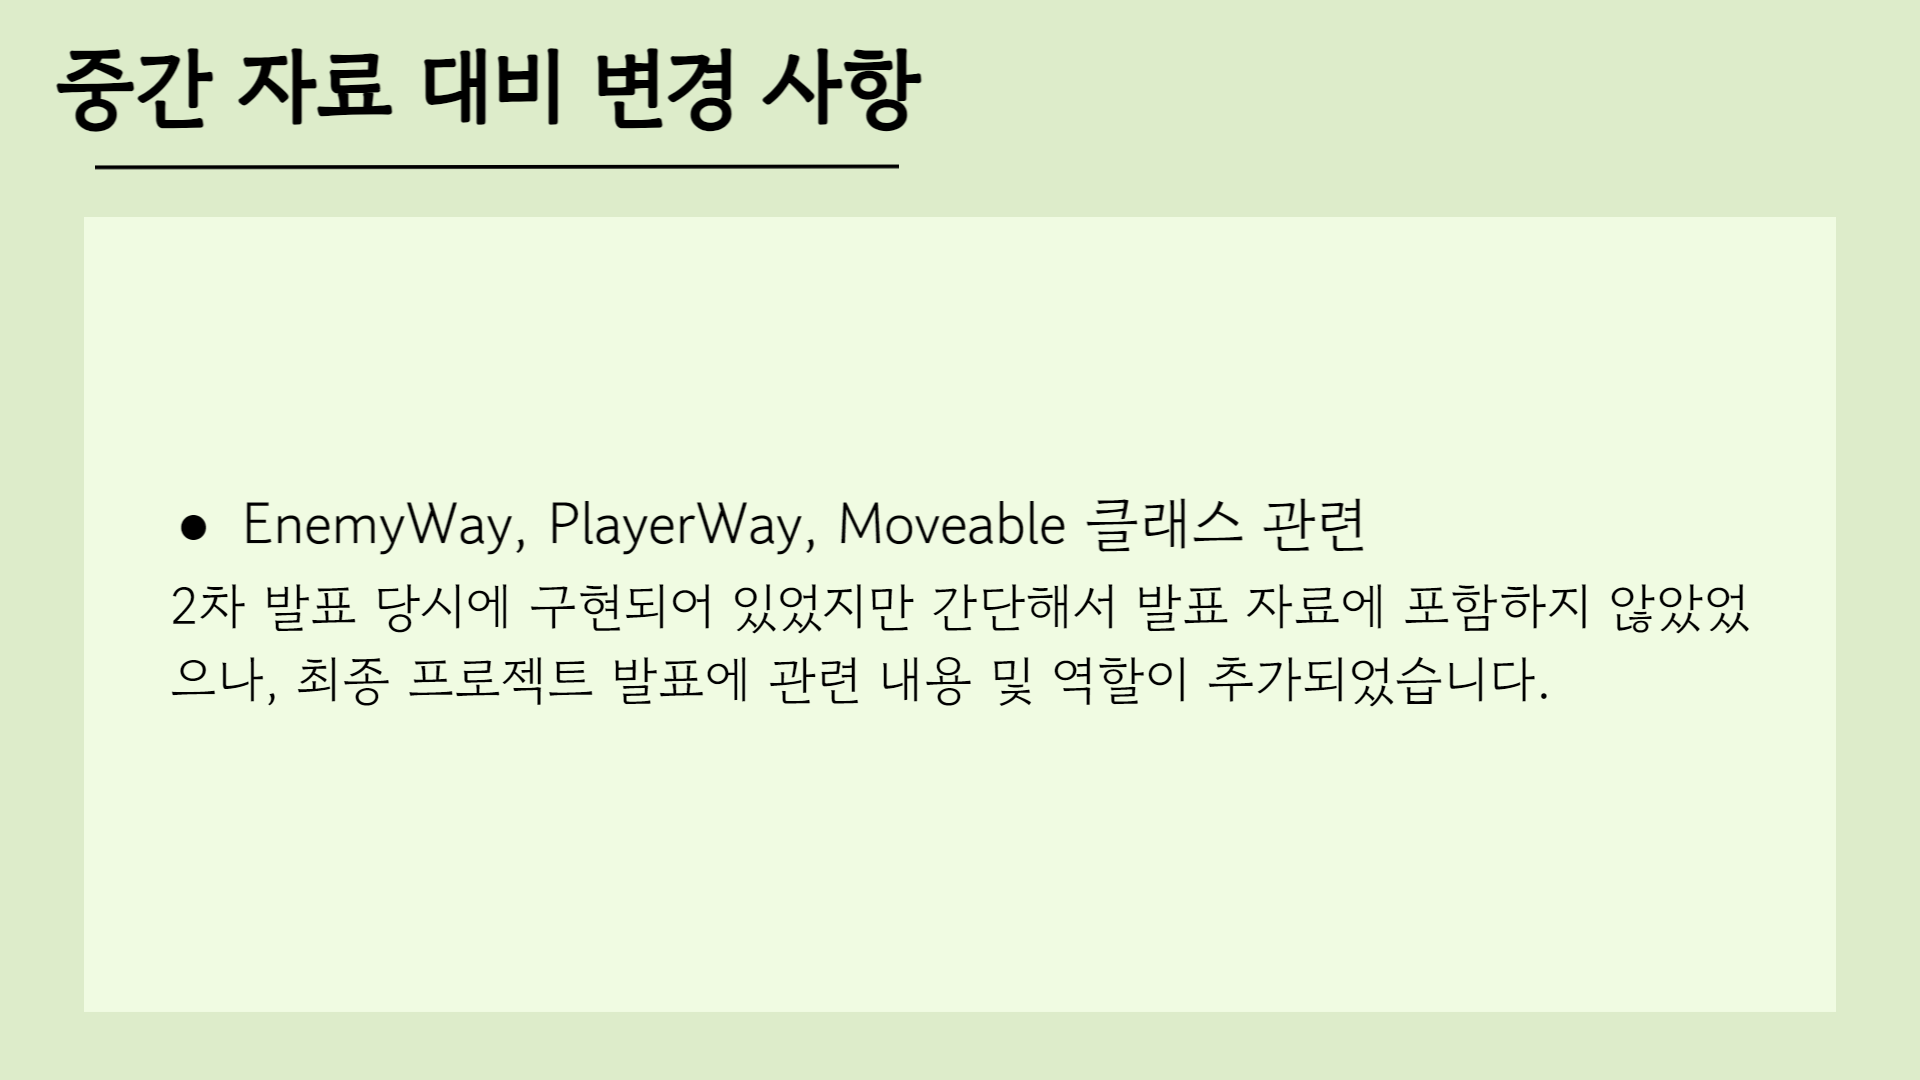 중간 자료 대비 변경 사항
● EnemyWay, PlayerWay, Moveable 클래스 관련
2차 발표 당시에 구현되어 있었지만 간단해서 발표 자료에 포함하지 않았었
으나, 최종 프로젝트 발표에 관련 내용 및 역할이 추가되었습니다.